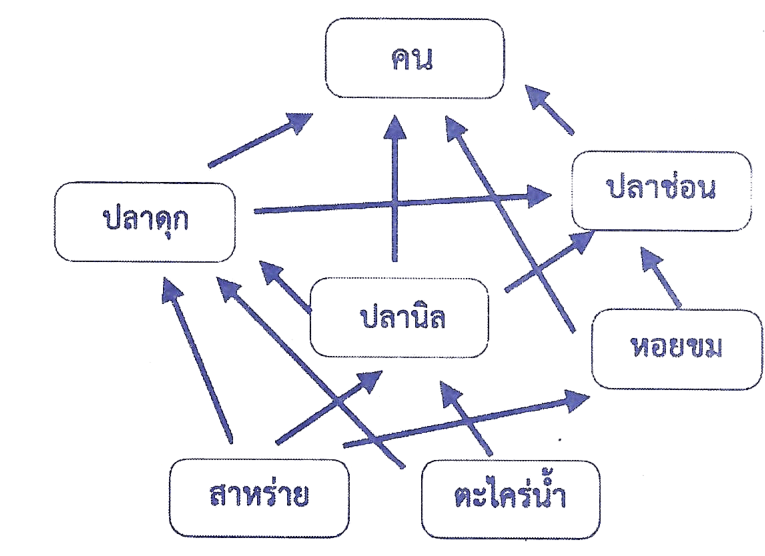 คน
ปลาช่อน
ปลาดุก
ปลานิล
หอยขม
สาหร่าย
ตะไคร่น้ำ